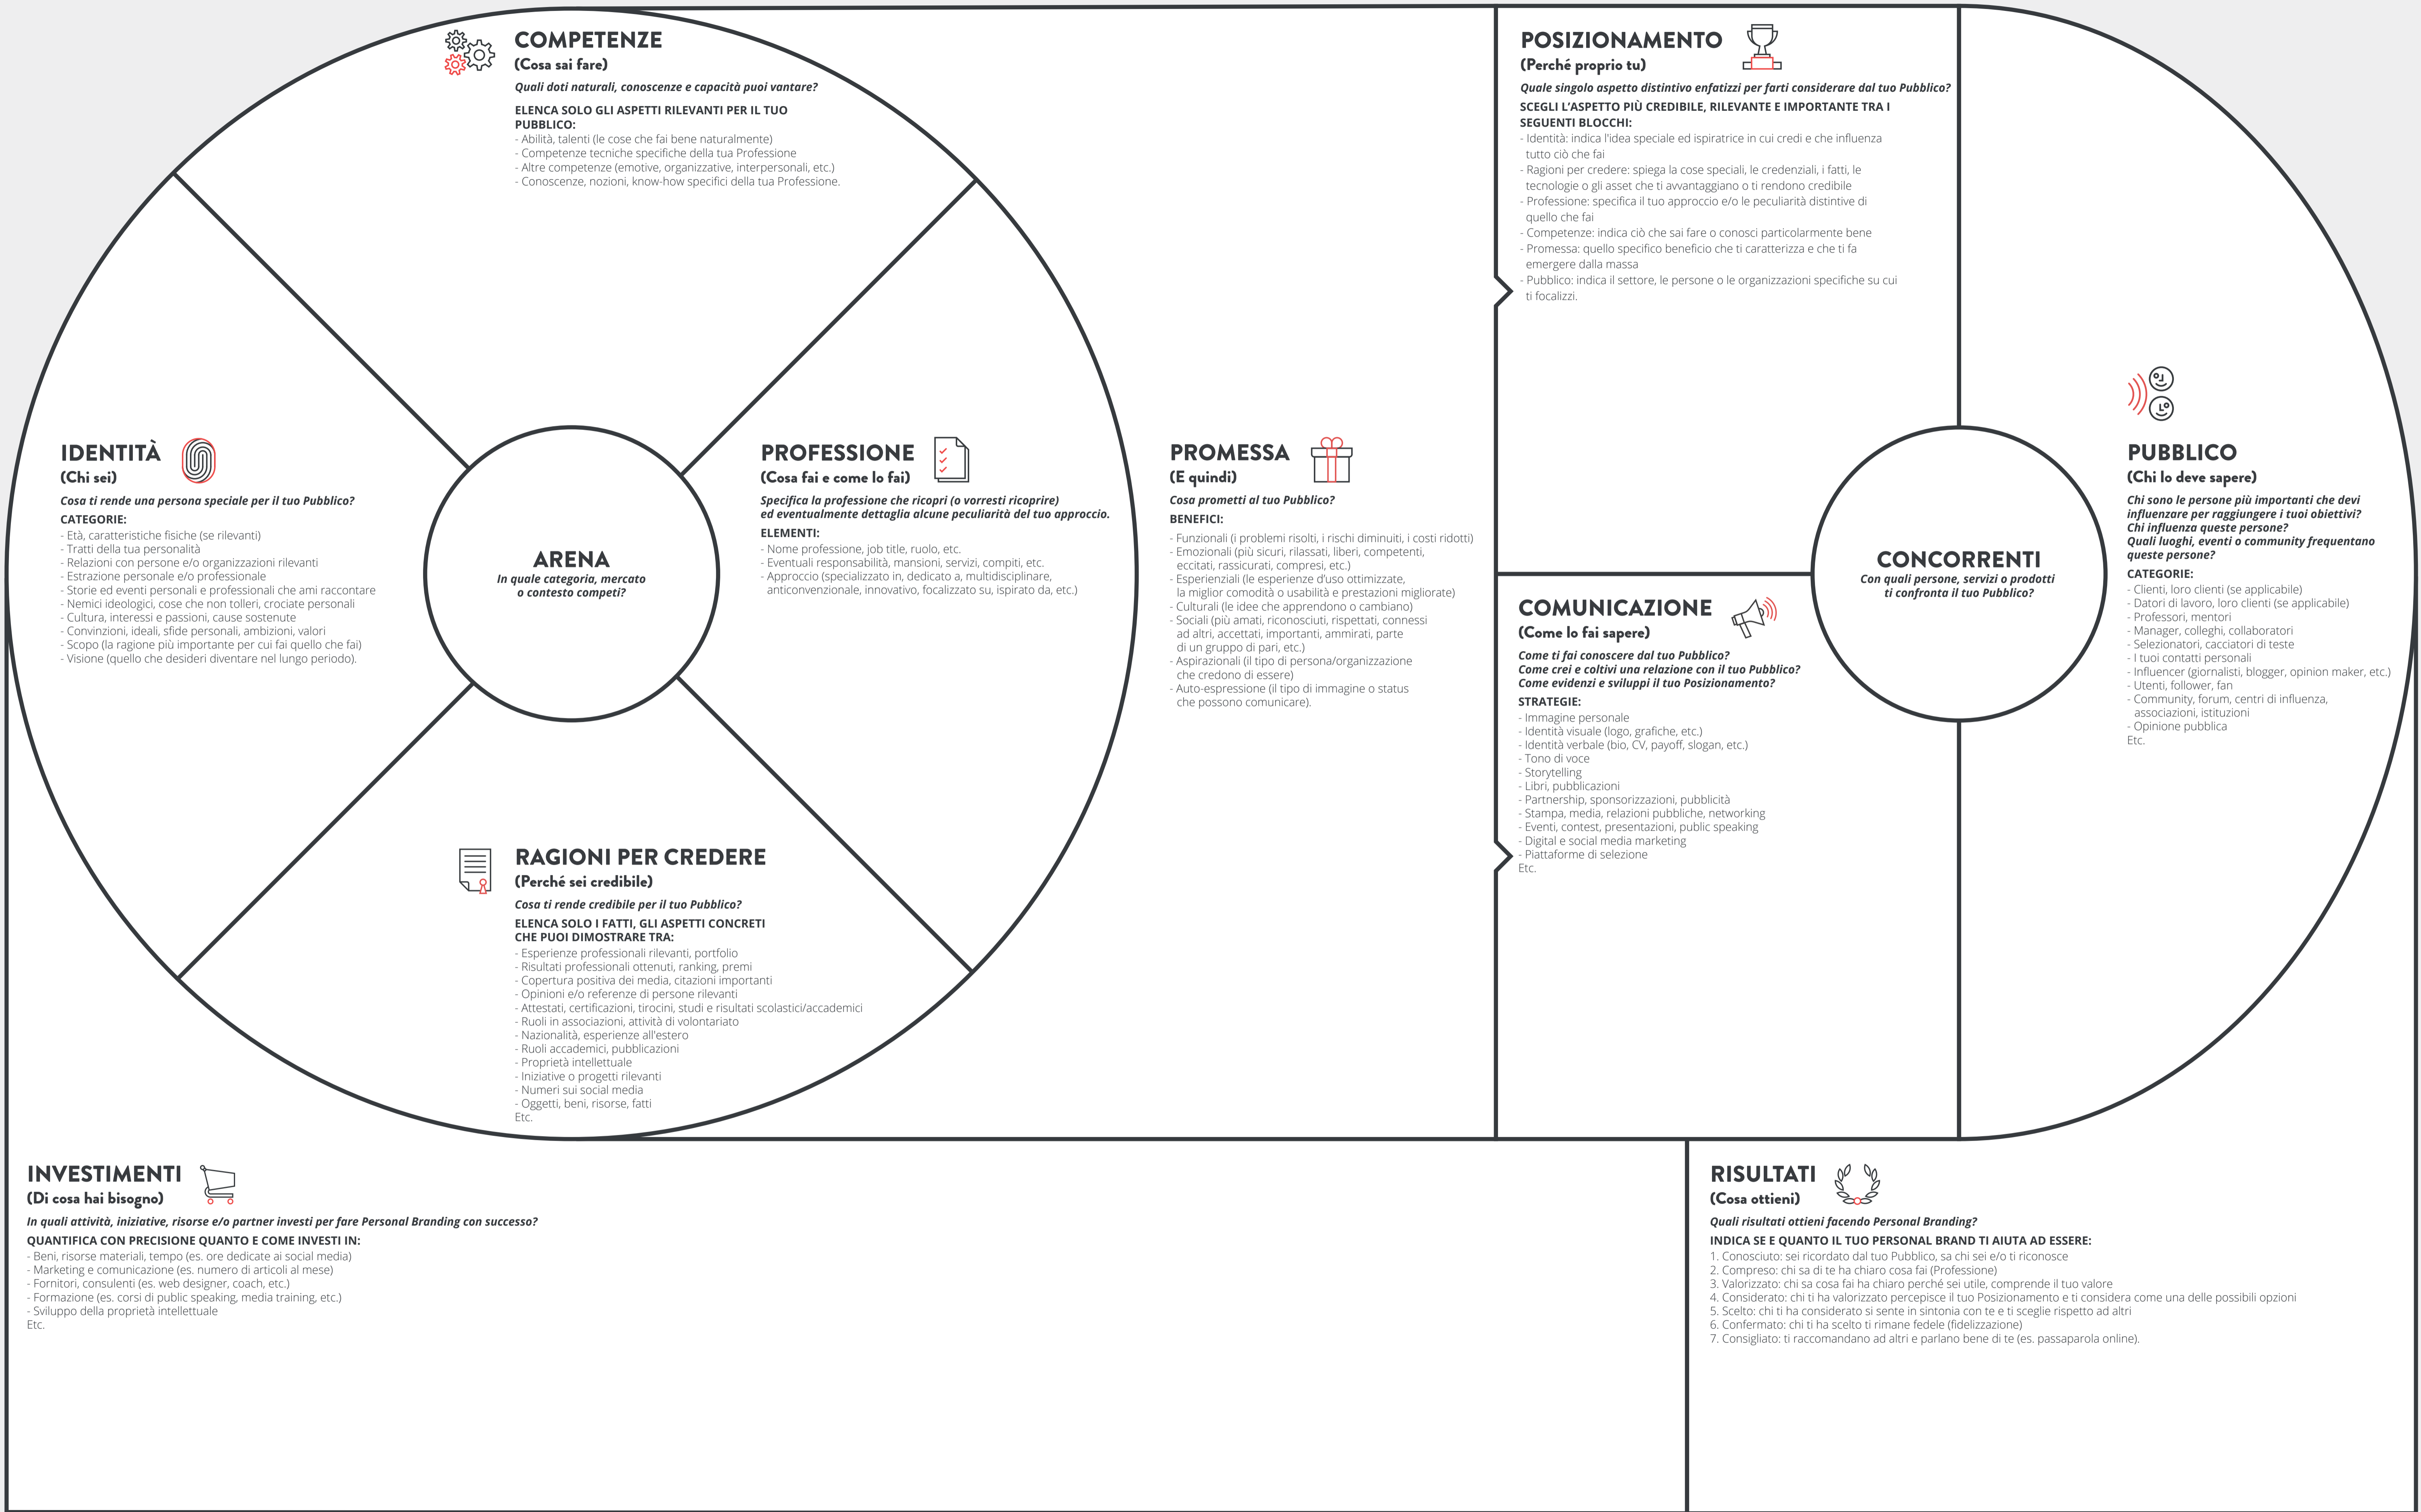 COMPETENZE
(Cosa sai fare)
Quali doti naturali, conoscenze e capacità puoi vantare?
ELENCA SOLO GLI ASPETTI RILEVANTI PER IL TUO
PUBBLICO:
- Abilità, talenti (le cose che fai bene naturalmente)
- Competenze tecniche specifiche della tua Professione
- Altre competenze (emotive, organizzative, interpersonali, etc.)
- Conoscenze, nozioni, know-how specifici della tua Professione.
POSIZIONAMENTO
(Perché proprio tu)
Quale singolo aspetto distintivo enfatizzi per farti considerare dal tuo Pubblico?
SCEGLI L'ASPETTO PIÙ CREDIBILE, RILEVANTE E IMPORTANTE TRA I
SEGUENTI BLOCCHI:
- Identità: indica l'idea speciale ed ispiratrice in cui credi e che influenza
tutto ciò che fai
- Ragioni per credere: spiega la cose speciali, le credenziali, i fatti, le
tecnologie o gli asset che ti avvantaggiano o ti rendono credibile
- Professione: specifica il tuo approccio e/o le peculiarità distintive di
quello che fai
- Competenze: indica ciò che sai fare o conosci particolarmente bene
- Promessa: quello specifico beneficio che ti caratterizza e che ti fa
emergere dalla massa
- Pubblico: indica il settore, le persone o le organizzazioni specifiche su cui
ti focalizzi.
IDENTITÀ
(Chi sei)
Cosa ti rende una persona speciale per il tuo Pubblico?
CATEGORIE:
- Età, caratteristiche fisiche (se rilevanti)
- Tratti della tua personalità
- Relazioni con persone e/o organizzazioni rilevanti
- Estrazione personale e/o professionale
- Storie ed eventi personali e professionali che ami raccontare
- Nemici ideologici, cose che non tolleri, crociate personali
- Cultura, interessi e passioni, cause sostenute
- Convinzioni, ideali, sfide personali, ambizioni, valori
- Scopo (la ragione più importante per cui fai quello che fai)
- Visione (quello che desideri diventare nel lungo periodo).
ARENA
In quale categoria, mercato
o contesto competi?
PROFESSIONE
(Cosa fai e come lo fai)
Specifica la professione che ricopri (o vorresti ricoprire)
ed eventualmente dettaglia alcune peculiarità del tuo approccio.
ELEMENTI:
- Nome professione, job title, ruolo, etc.
- Eventuali responsabilità, mansioni, servizi, compiti, etc.
- Approccio (specializzato in, dedicato a, multidisciplinare,
anticonvenzionale, innovativo, focalizzato su, ispirato da, etc.)
PROMESSA
(E quindi)
Cosa prometti al tuo Pubblico?
BENEFICI:
- Funzionali (i problemi risolti, i rischi diminuiti, i costi ridotti)
- Emozionali (più sicuri, rilassati, liberi, competenti,
eccitati, rassicurati, compresi, etc.)
- Esperienziali (le esperienze d'uso ottimizzate,
la miglior comodità o usabilità e prestazioni migliorate)
- Culturali (le idee che apprendono o cambiano)
- Sociali (più amati, riconosciuti, rispettati, connessi
ad altri, accettati, importanti, ammirati, parte
di un gruppo di pari, etc.)
- Aspirazionali (il tipo di persona/organizzazione
che credono di essere)
- Auto-espressione (il tipo di immagine o status
che possono comunicare).
COMUNICAZIONE
(Come lo fai sapere)
Come ti fai conoscere dal tuo Pubblico?
Come crei e coltivi una relazione con il tuo Pubblico?
Come evidenzi e sviluppi il tuo Posizionamento?
STRATEGIE:
- Immagine personale
- Identità visuale (logo, grafiche, etc.)
- Identità verbale (bio, CV, payoff, slogan, etc.)
- Tono di voce
- Storytelling
- Libri, pubblicazioni
- Partnership, sponsorizzazioni, pubblicità
- Stampa, media, relazioni pubbliche, networking
- Eventi, contest, presentazioni, public speaking
- Digital e social media marketing
- Piattaforme di selezione
Etc.
CONCORRENTI
Con quali persone, servizi o prodotti
ti confronta il tuo Pubblico?
PUBBLICO
(Chi lo deve sapere)
Chi sono le persone più importanti che devi
influenzare per raggiungere i tuoi obiettivi?
Chi influenza queste persone?
Quali luoghi, eventi o community frequentano
queste persone?
CATEGORIE:
- Clienti, loro clienti (se applicabile)
- Datori di lavoro, loro clienti (se applicabile)
- Professori, mentori
- Manager, colleghi, collaboratori
- Selezionatori, cacciatori di teste
- I tuoi contatti personali
- Influencer (giornalisti, blogger, opinion maker, etc.)
- Utenti, follower, fan
- Community, forum, centri di influenza,
associazioni, istituzioni
- Opinione pubblica
Etc.
RAGIONI PER CREDERE
(Perché sei credibile)
Cosa ti rende credibile per il tuo Pubblico?
ELENCA SOLO I FATTI, GLI ASPETTI CONCRETI
CHE PUOI DIMOSTRARE TRA:
- Esperienze professionali rilevanti, portfolio
- Risultati professionali ottenuti, ranking, premi
- Copertura positiva dei media, citazioni importanti
- Opinioni e/o referenze di persone rilevanti
- Attestati, certificazioni, tirocini, studi e risultati scolastici/accademici
- Ruoli in associazioni, attività di volontariato
- Nazionalità, esperienze all'estero
- Ruoli accademici, pubblicazioni
- Proprietà intellettuale
- Iniziative o progetti rilevanti
- Numeri sui social media
- Oggetti, beni, risorse, fatti
Etc.
INVESTIMENTI
(Di cosa hai bisogno)
In quali attività, iniziative, risorse e/o partner investi per fare Personal Branding con successo?
QUANTIFICA CON PRECISIONE QUANTO E COME INVESTI IN:
- Beni, risorse materiali, tempo (es. ore dedicate ai social media)
- Marketing e comunicazione (es. numero di articoli al mese)
- Fornitori, consulenti (es. web designer, coach, etc.)
- Formazione (es. corsi di public speaking, media training, etc.)
- Sviluppo della proprietà intellettuale
Etc.
RISULTATI
(Cosa ottieni)
Quali risultati ottieni facendo Personal Branding?
INDICA SE E QUANTO IL TUO PERSONAL BRAND TI AIUTA AD ESSERE:
1. Conosciuto: sei ricordato dal tuo Pubblico, sa chi sei e/o ti riconosce
2. Compreso: chi sa di te ha chiaro cosa fai (Professione)
3. Valorizzato: chi sa cosa fai ha chiaro perché sei utile, comprende il tuo valore
4. Considerato: chi ti ha valorizzato percepisce il tuo Posizionamento e ti considera come una delle possibili opzioni
5. Scelto: chi ti ha considerato si sente in sintonia con te e ti sceglie rispetto ad altri
6. Confermato: chi ti ha scelto ti rimane fedele (fidelizzazione)
7. Consigliato: ti raccomandano ad altri e parlano bene di te (es. passaparola online).